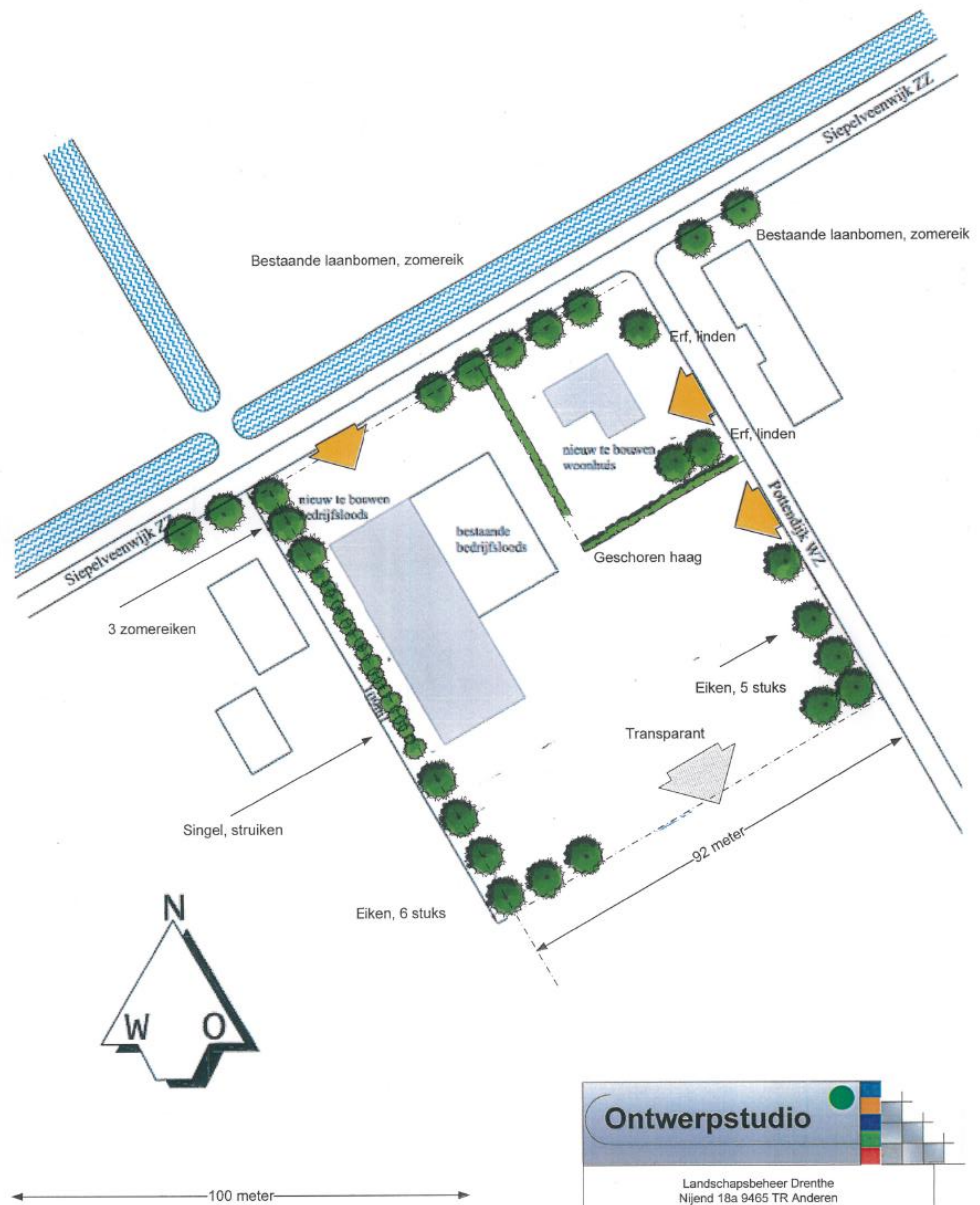 Siepelveenwijk ZZ
Bestaande laanbomen, zomereik
Bestaande laanbomen, zomereik
Erf, linden
Erf, linden
nieuw te bouwen
woonhuis
nieuw te bouwen
bedrijfsloods
bestaande
bedrijfsloods
Siepelveenwijk ZZ
Pottendijk WZ
Geschoren haag
3 zomereiken
Eiken, 5 stuks
Transparant
Singel, struiken
92 meter
Eiken, 6 stuks
N
W O
Ontwerpstudio
Landschapsbeheer Drenthe
Nijend 18a 9465 TR Anderen
100 meter